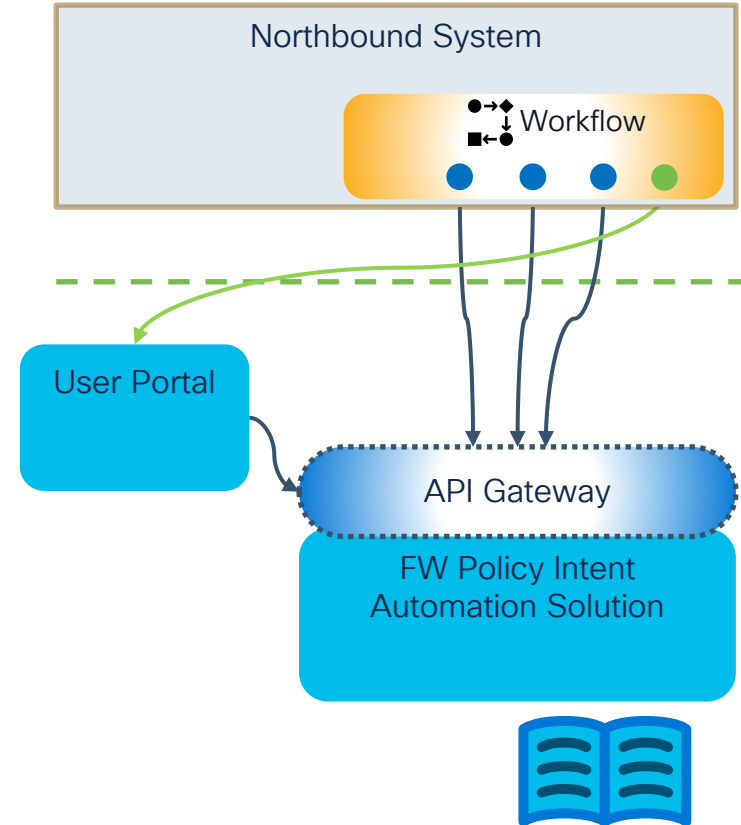 Northbound System
Workflow
User Portal
API Gateway
FW Policy Intent
Automation Solution